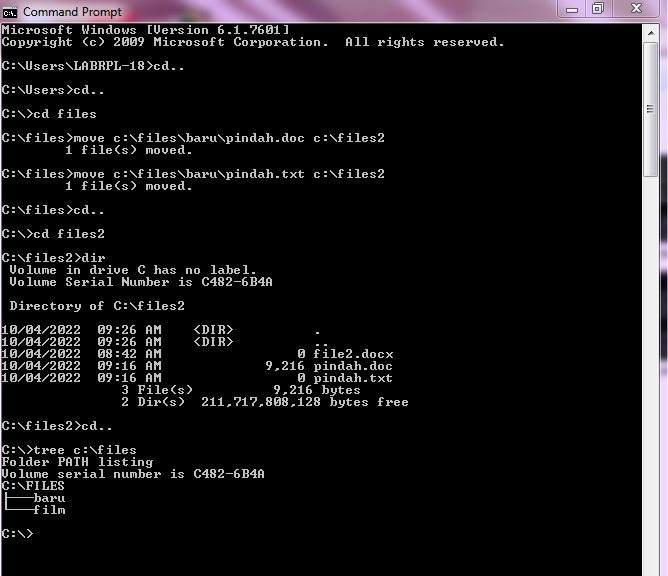 Command Prompt
Microsoft Windows [Version 6.1.7601]
Copyright (c) 2009 Microsoft Corporation.  All rights reserved.
C:\Users\LABRPL-18>cd..
C:\Users>cd..
C:\>cd files
C:\files>move c:\files\baru\pindah.doc c:\files2
        1 file(s) moved.
C:\files>move c:\files\baru\pindah.txt c:\files2
        1 file(s) moved.
C:\files>cd..
C:\>cd files2
C:\files2>dir
 Volume in drive C has no label.
 Volume Serial Number is C482-6B4A
 Directory of C:\files2
10/04/2022  09:26 AM    <DIR>          .
10/04/2022  09:26 AM    <DIR>          ..
10/04/2022  08:42 AM                 0 file2.docx
10/04/2022  09:16 AM             9,216 pindah.doc
10/04/2022  09:16 AM                 0 pindah.txt
               3 File(s)          9,216 bytes
               2 Dir(s)  211,717,808,128 bytes free
C:\files2>cd..
C:\>tree c:\files
Folder PATH listing
Volume serial number is C482-6B4A
C:\FILES
├───baru
└───film
C:\>